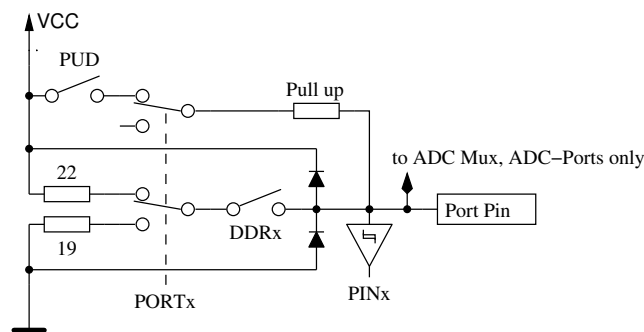 VCC
PUD
Pull up
to ADC Mux, ADC−Ports only
22
Port Pin
DDRx
19
PINx
PORTx